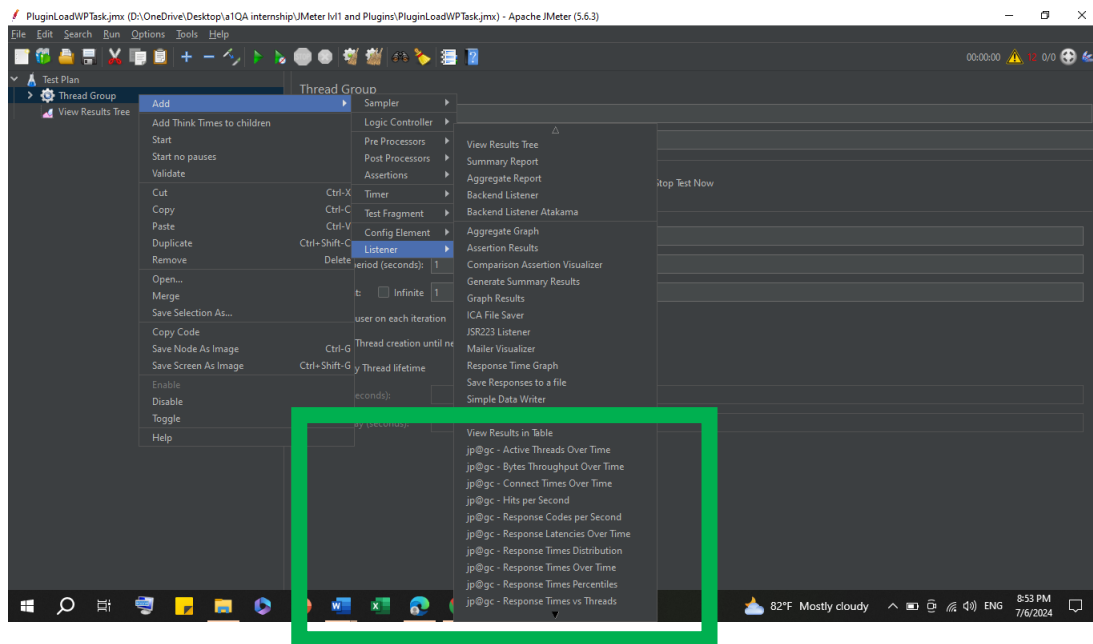 PluginLoadWPTask.jmx (D:\OneDrive\Desktop\a1QA internship\JMeter lvl1 and Plugins\PluginLoadWPTask.jmx) - Apache JMeter (5.6.3)
File Edit Search Run Options Tools Help
00:00:00 12 0/0
Test Plan
Thread Group
View Results Tree
Thread Group
Add
Add Think Times to children
Start
Start no pauses
Validate
Cut Ctrl-X
Copy Ctrl-C
Paste Ctrl-V
Duplicate Ctrl+Shift-C
Remove Delete
Open...
Merge
Save Selection As...
Copy Code
Save Node As Image Ctrl-G
Save Screen As Image Ctrl+Shift-G
Enable
Disable
Toggle
Help
Sampler
Logic Controller
Pre Processors
Post Processors
Assertions
Timer
Test Fragment
Config Element
Listener
View Results Tree
Summary Report
Aggregate Report
Backend Listener
Backend Listener Atakama
Aggregate Graph
Assertion Results
Comparison Assertion Visualizer
Generate Summary Results
Graph Results
ICA File Saver
JSR223 Listener
Mailer Visualizer
Response Time Graph
Save Responses to a file
Simple Data Writer
View Results in Table
jp@gc - Active Threads Over Time
jp@gc - Bytes Throughput Over Time
jp@gc - Connect Times Over Time
jp@gc - Hits per Second
jp@gc - Response Codes per Second
jp@gc - Response Latencies Over Time
jp@gc - Response Times Distribution
jp@gc - Response Times Over Time
jp@gc - Response Times Percentiles
jp@gc - Response Times vs Threads
Stop Test Now
period (seconds): 1
Infinite 1
user on each iteration
Thread creation until
Thread lifetime
82°F Mostly cloudy
ENG
8:53 PM
7/6/2024